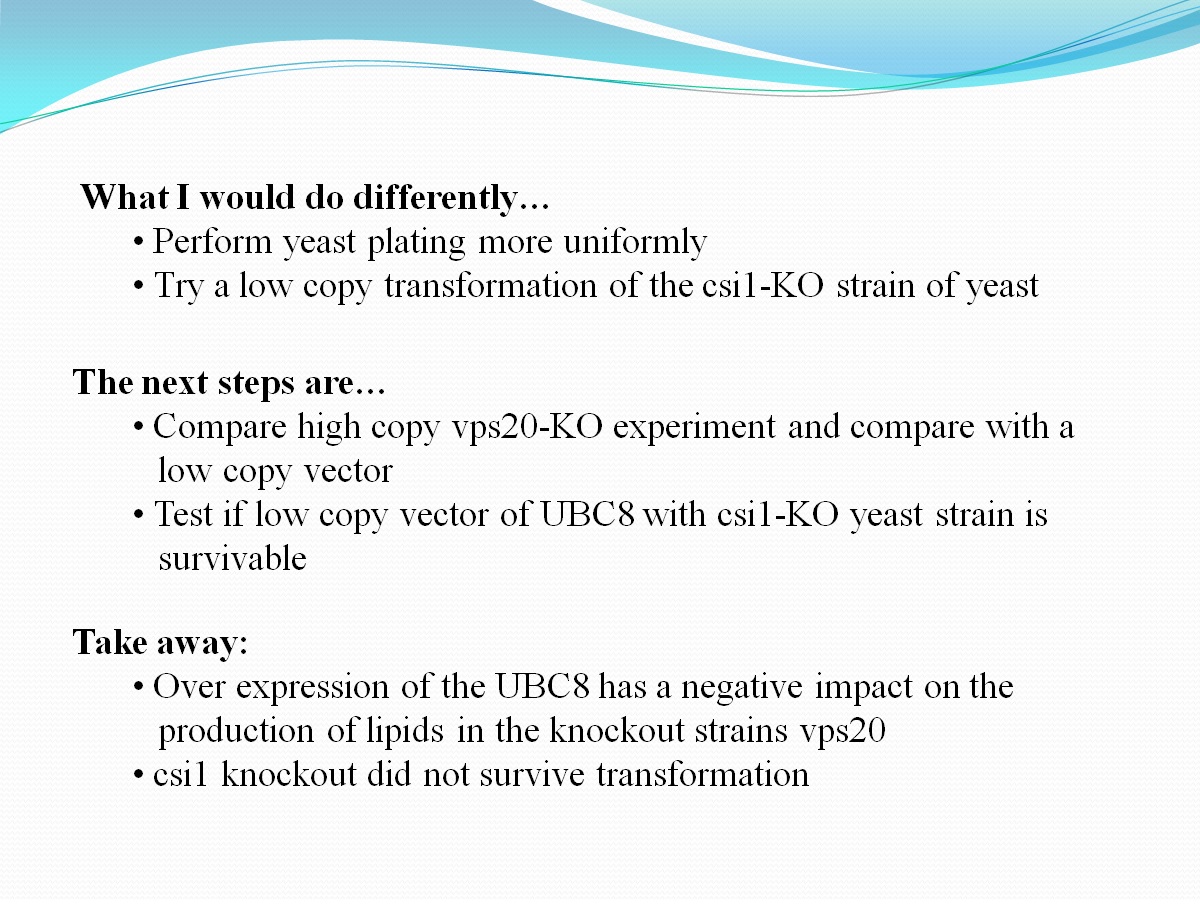 What I would do differently…
• Perform yeast plating more uniformly
• Try a low copy transformation of the csi1-KO strain of yeast
The next steps are…
• Compare high copy vps20-KO experiment and compare with a
low copy vector
• Test if low copy vector of UBC8 with csi1-KO yeast strain is
survivable
Take away:
• Over expression of the UBC8 has a negative impact on the
production of lipids in the knockout strains vps20
• csi1 knockout did not survive transformation